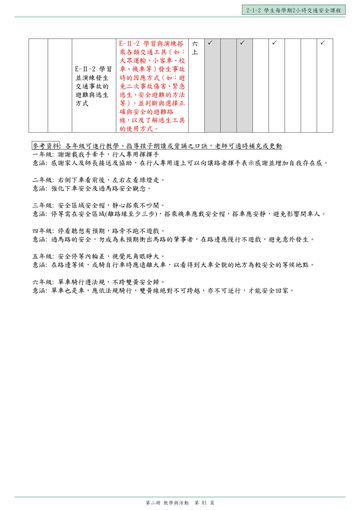 2-1-2 學生每學期2小時交通安全課程
E-Ⅱ-2 學習並演練發生交通事故的避難與逃生方式
E-Ⅱ-2 學習與演練搭
乘各類交通工具(如：
大眾運輸、小客車、校
車、機車等)發生事故
時的因應方式(如：避
免二次事故傷害、緊急
逃生、安全避難的方法
等)，並判斷與選擇正
確與安全的避難路
線，以及了解逃生工具
的使用方式。
六上
✓ ✓ ✓ ✓
參考資料 各年級可進行教學，指導孩子朗讀或背誦之口訣，老師可適時補充或更動
一年級：謝謝載我手牽手，行人專用揮揮手
意涵：感謝家人及師長接送及協助，在行人專用道上可以向讓路者揮手表示感謝並增加自我存在感。
二年級：右側下車看前後，左右左看綠燈走。
意涵：強化下車安全及過馬路安全觀念。
三年級：安全區域安全帽，靜心搭乘不吵鬧。
意涵：停等需在安全區域(離路緣至少三步)，搭乘機車應戴安全帽，搭車應安靜，避免影響開車人。
四年級：停看聽想有預期，路旁不跑不遊戲。
意涵：過馬路的安全，勿成為未預期衝出馬路的肇事者，在路邊應慢行不遊戲，避免意外發生。
五年級：安全停等內輪差，視覺死角眼睜大。
意涵：在路邊等候，或騎自行車時應遠離大車，以看得到大車全貌的地方為較安全的等候地點。
六年級：單車騎行遵法規，不跨雙黃安全歸。
意涵：單車也是車，應依法規騎行，雙黃線絕對不可跨越，亦不可逆行，才能安全回家。
第二冊 教學與活動 第 81 頁